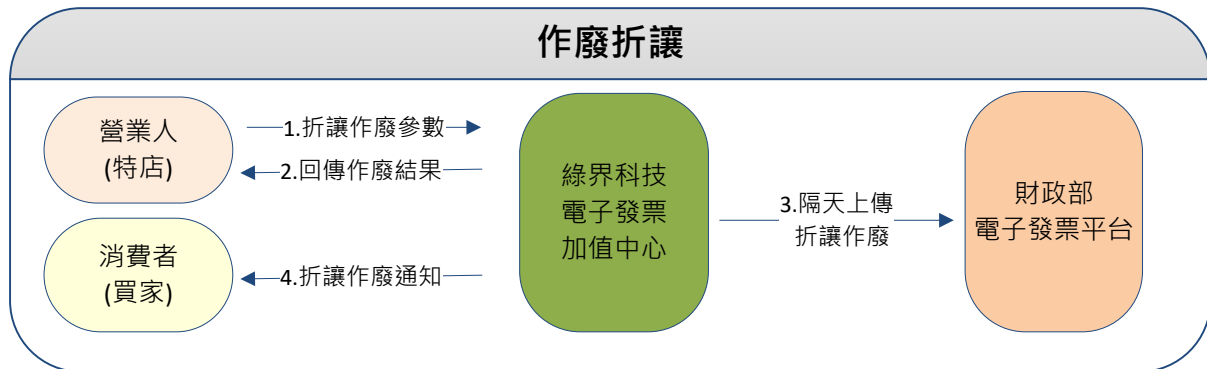 作廢折讓
營業人
(特店)
1.折讓作廢參數
2.回傳作廢結果
消費者
(買家)
4.折讓作廢通知
綠界科技
電子發票
加值中心
3.隔天上傳
折讓作廢
財政部
電子發票平台